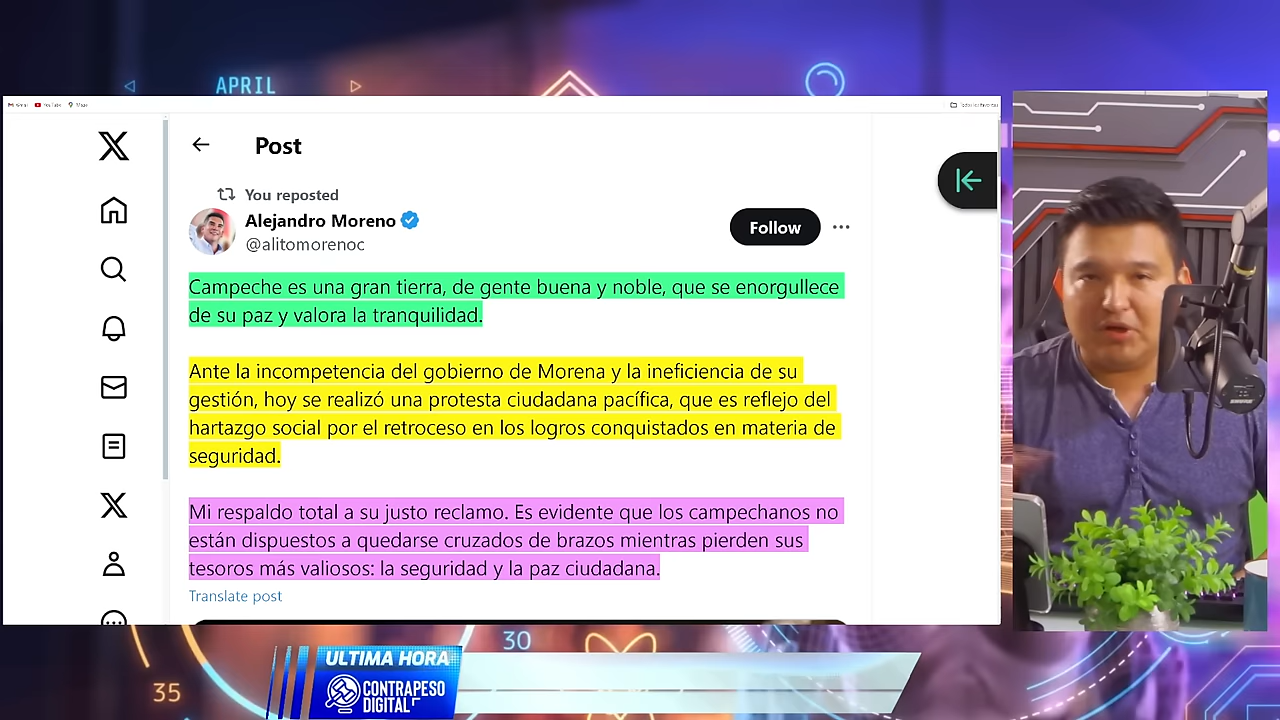 APRIL
YouTube
Maps
Post
You reposted
Alejandro Moreno
@alitomorenoc
Follow
Campeche es una gran tierra, de gente buena y noble, que se enorgullece
de su paz y valora la tranquilidad.
Ante la incompetencia del gobierno de Morena y la ineficiencia de su
gestión, hoy se realizó una protesta ciudadana pacífica, que es reflejo del
hartazgo social por el retroceso en los logros conquistados en materia de
seguridad.
Mi respaldo total a su justo reclamo. Es evidente que los campechanos no
están dispuestos a quedarse cruzados de brazos mientras pierden sus
tesoros más valiosos: la seguridad y la paz ciudadana.
Translate post
30
35
ULTIMA HORA
CONTRAPESO
DIGITAL